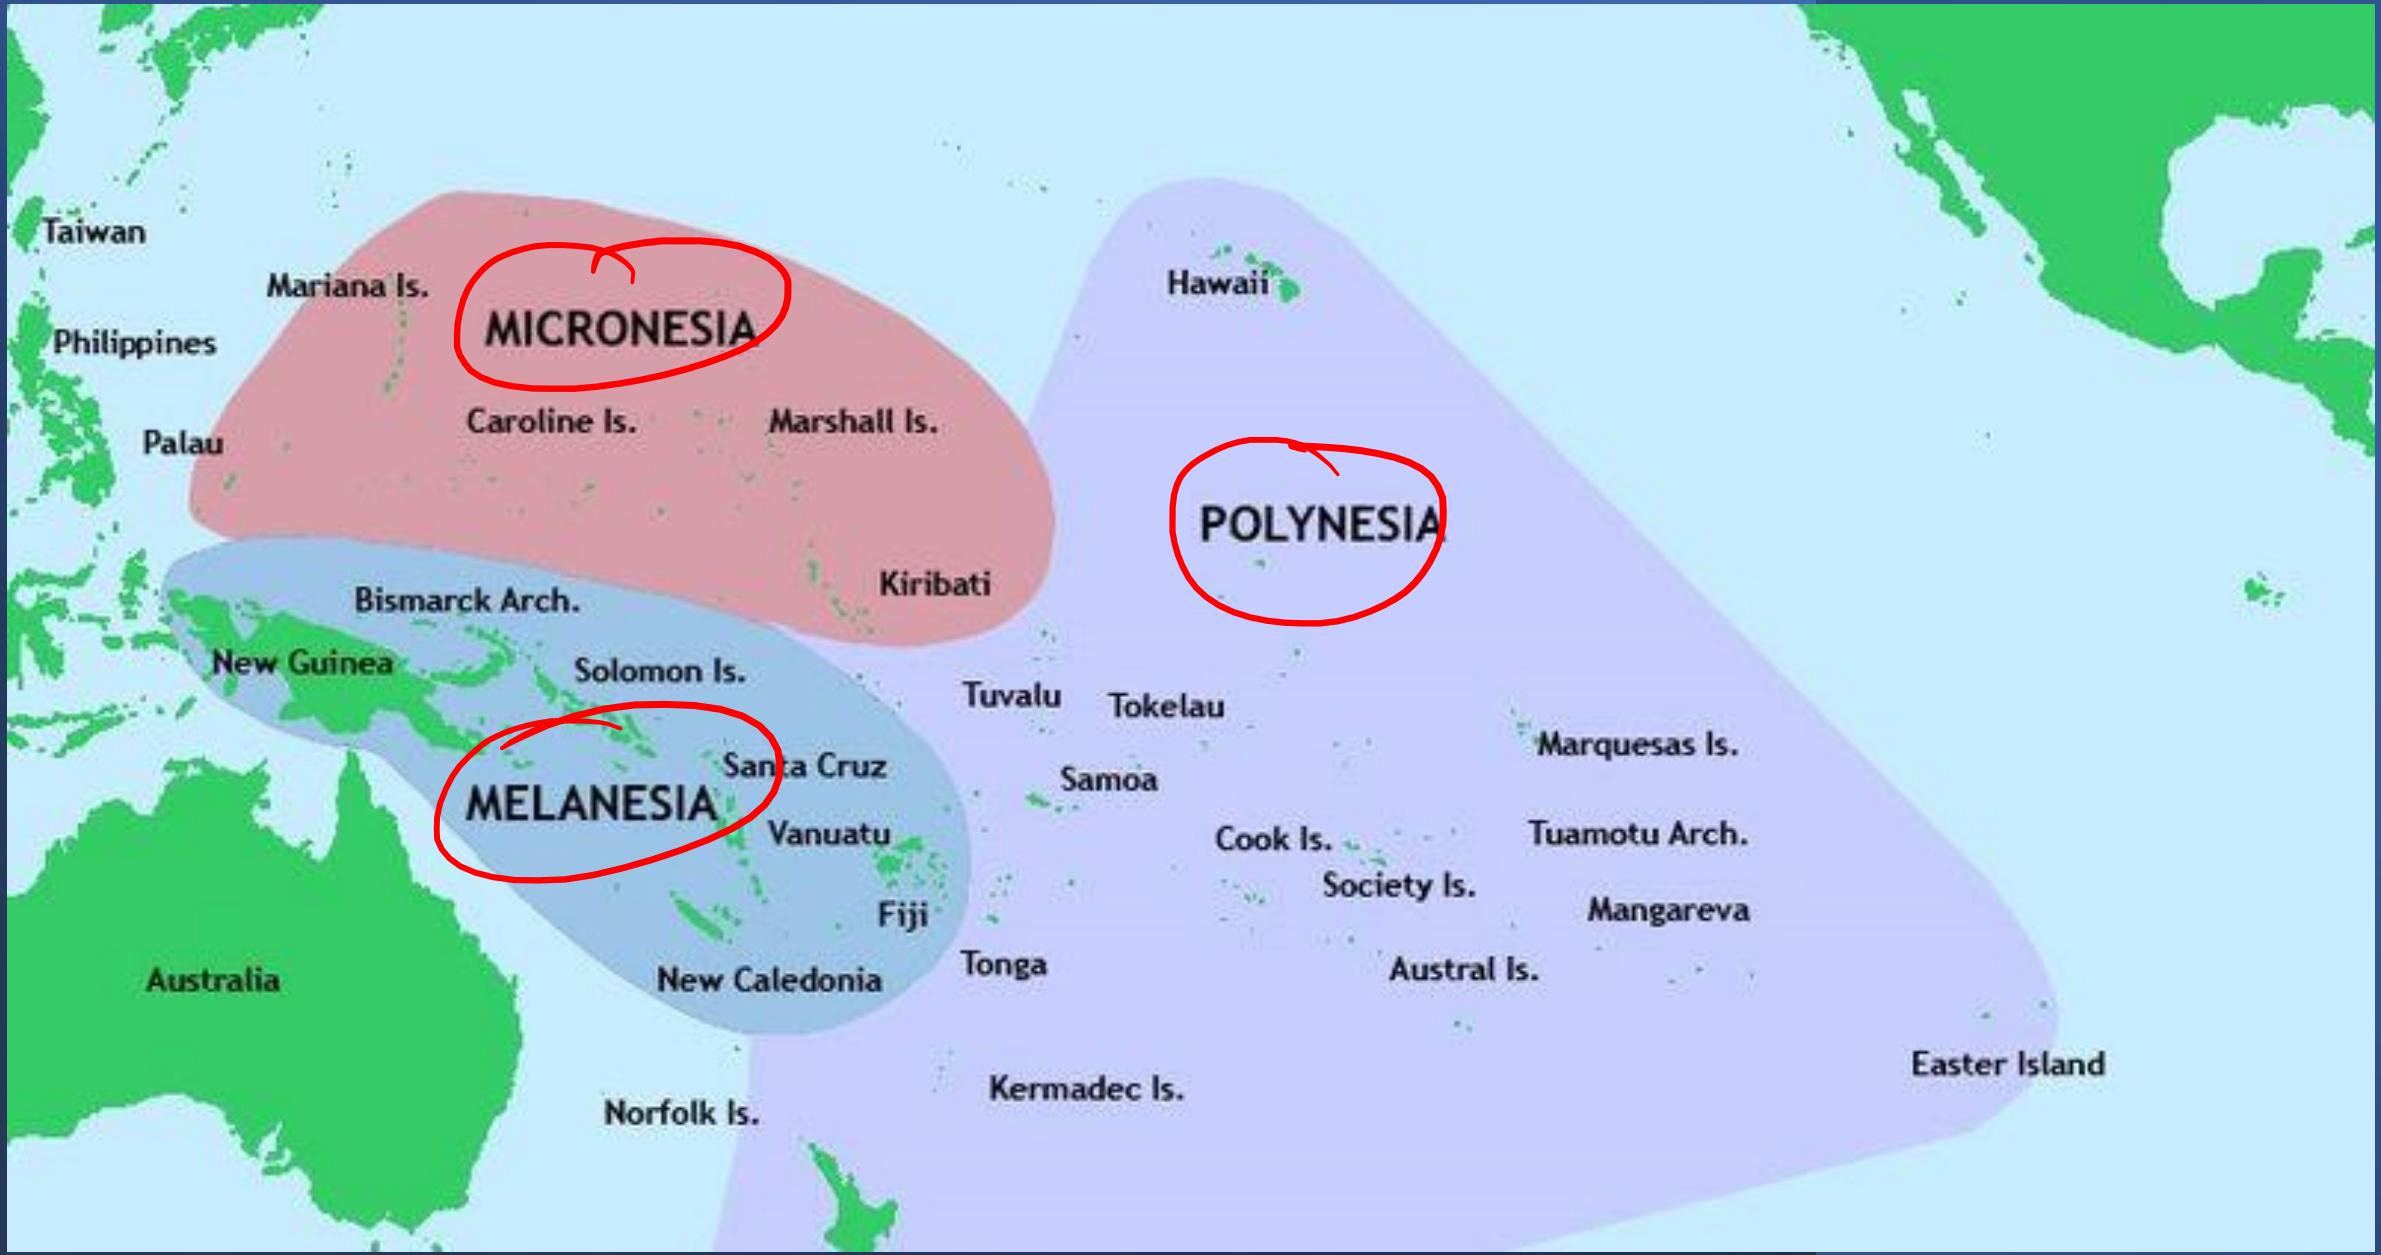 Taiwan
Mariana Is.
Hawaii
MICRONESIA
Philippines
Caroline Is.
Marshall Is.
Palau
POLYNESIA
Kiribati
Bismarck Arch.
New Guinea
Solomon Is.
Tuvalu
Tokelau
Marquesas Is.
Santa Cruz
Samoa
MELANESIA
Vanuatu
Cook Is.
Tuamotu Arch.
Society Is.
Fiji
Mangareva
Tonga
Austral Is.
Australia
New Caledonia
Easter Island
Kermadec Is.
Norfolk Is.